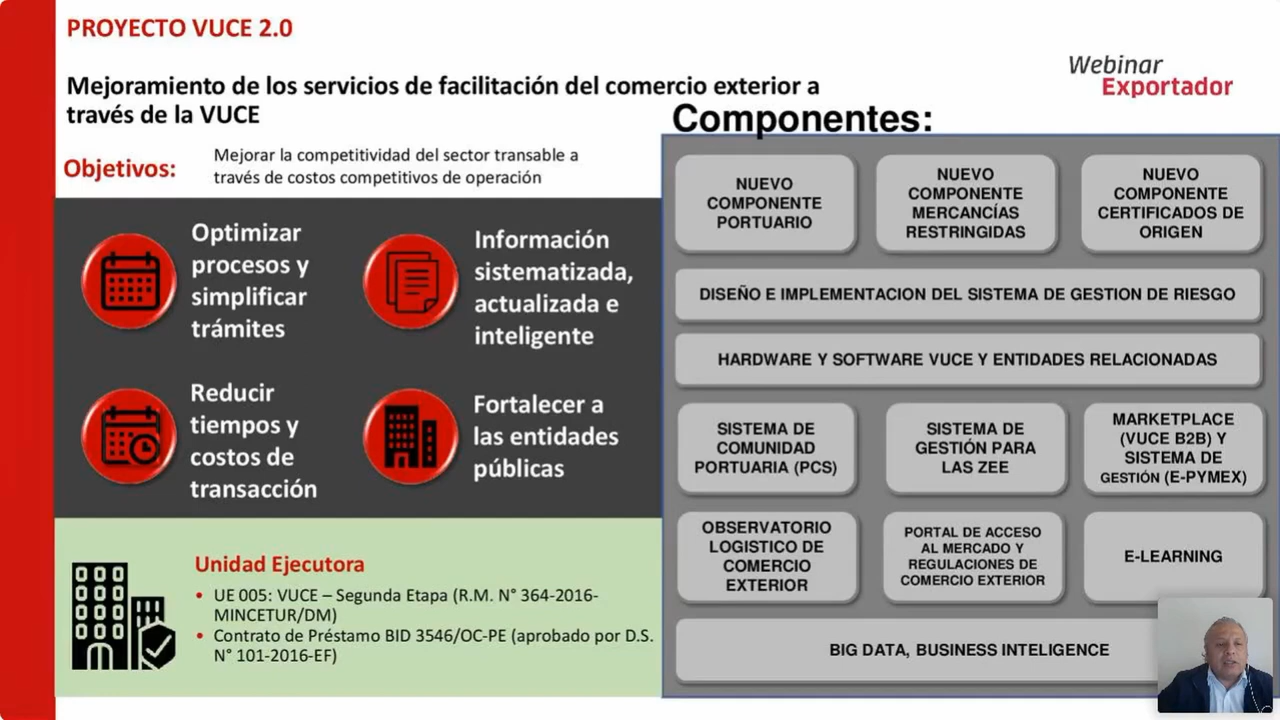 PROYECTO VUCE 2.0
Webinar
Exportador
Mejoramiento de los servicios de facilitación del comercio exterior a
través de la VUCE
Objetivos:
Mejorar la competitividad del sector transable a
través de costos competitivos de operación
Optimizar
procesos y
simplificar
trámites
Información
sistematizada,
actualizada e
inteligente
Reducir
tiempos y
costos de
transacción
Fortalecer a
las entidades
públicas
Unidad Ejecutora
• UE 005: VUCE – Segunda Etapa (R.M. N° 364-2016-
MINCETUR/DM)
• Contrato de Préstamo BID 3546/OC-PE (aprobado por D.S.
N° 101-2016-EF)
Componentes:
NUEVO
COMPONENTE
PORTUARIO
NUEVO
COMPONENTE
MERCANCÍAS
RESTRINGIDAS
NUEVO
COMPONENTE
CERTIFICADOS DE
ORIGEN
DISEÑO E IMPLEMENTACION DEL SISTEMA DE GESTION DE RIESGO
HARDWARE Y SOFTWARE VUCE Y ENTIDADES RELACIONADAS
SISTEMA DE
COMUNIDAD
PORTUARIA (PCS)
SISTEMA DE
GESTIÓN PARA
LAS ZEE
MARKETPLACE
(VUCE B2B) Y
SISTEMA DE
GESTIÓN (E-PYMEX)
OBSERVATORIO
LOGISTICO DE
COMERCIO
EXTERIOR
PORTAL DE ACCESO
AL MERCADO Y
REGULACIONES DE
COMERCIO EXTERIOR
E-LEARNING
BIG DATA, BUSINESS INTELIGENCE